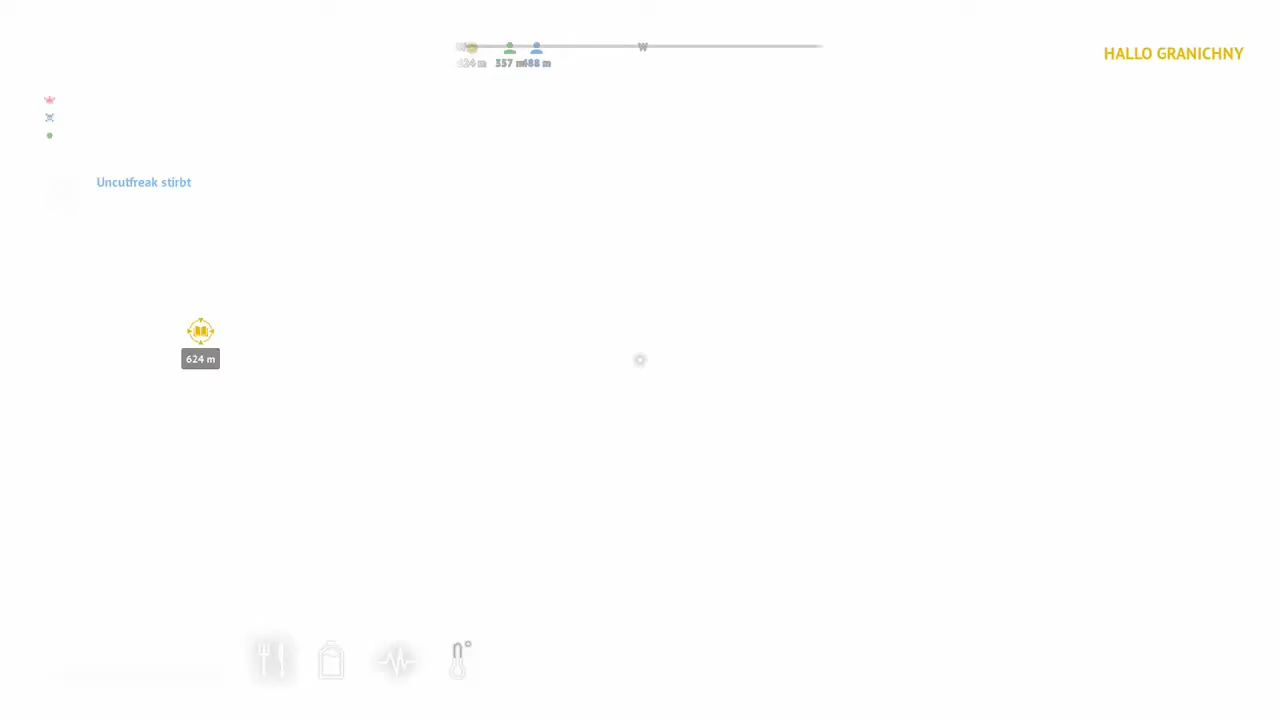 W
357 m
488 m
HALLO GRANICHNY
Uncutfreak stirbt
624 m